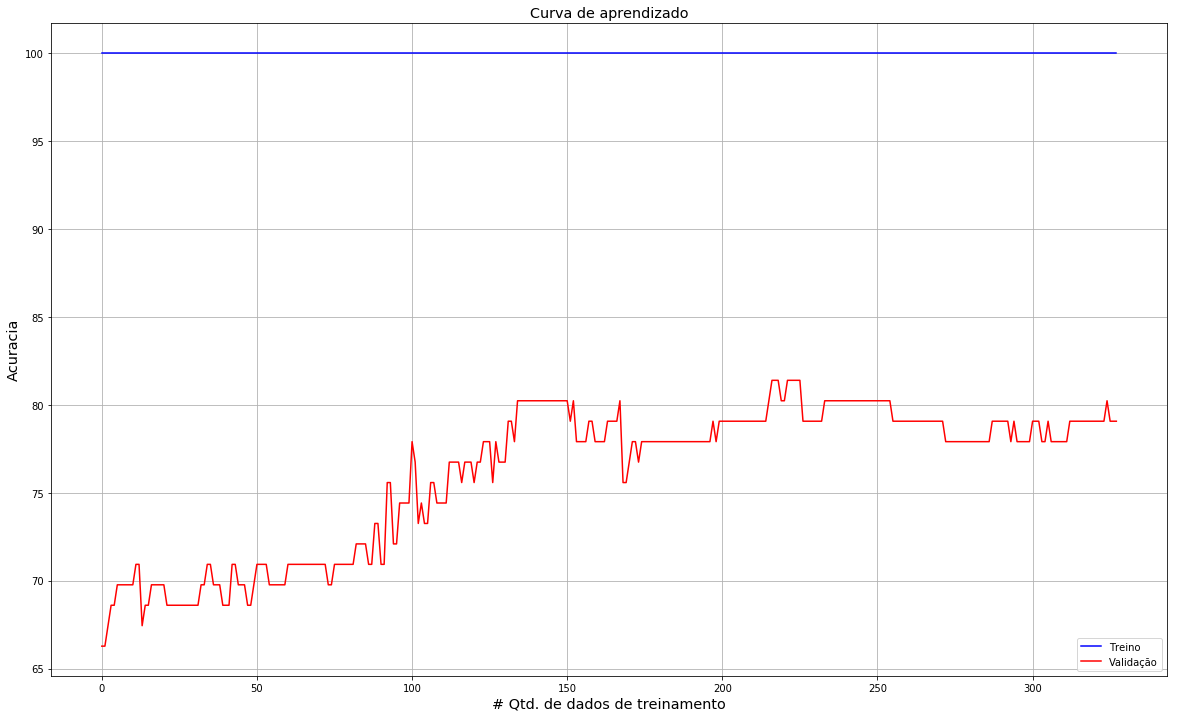 Curva de aprendizado
Acuracia
100
95
90
85
80
75
70
65
0 50 100 150 200 250 300
# Qtd. de dados de treinamento
Treino
Validação